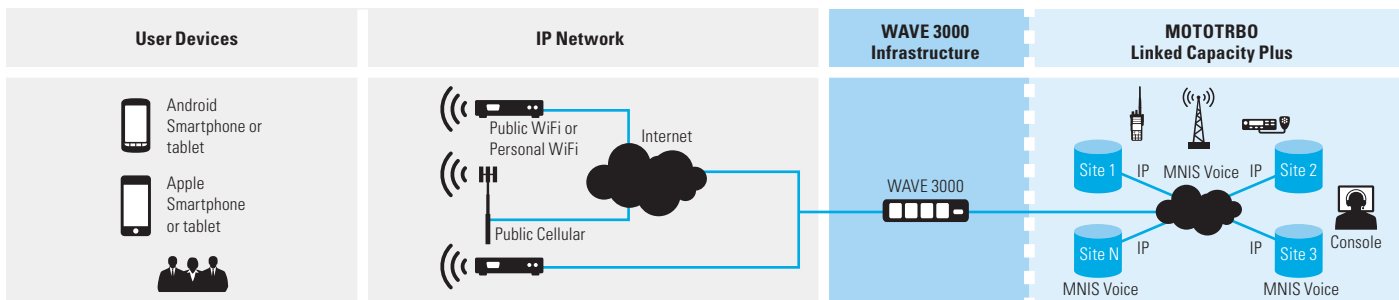 User Devices
IP Network
WAVE 3000
Infrastructure
MOTOTRBO
Linked Capacity Plus
Android
Smartphone or
tablet
Apple
Smartphone
or tablet
Public WiFi or
Personal WiFi
Internet
Public Cellular
WAVE 3000
Site 1
IP
MNIS Voice
IP
Site 2
Console
Site N
IP
IP
Site 3
MNIS Voice
MNIS Voice